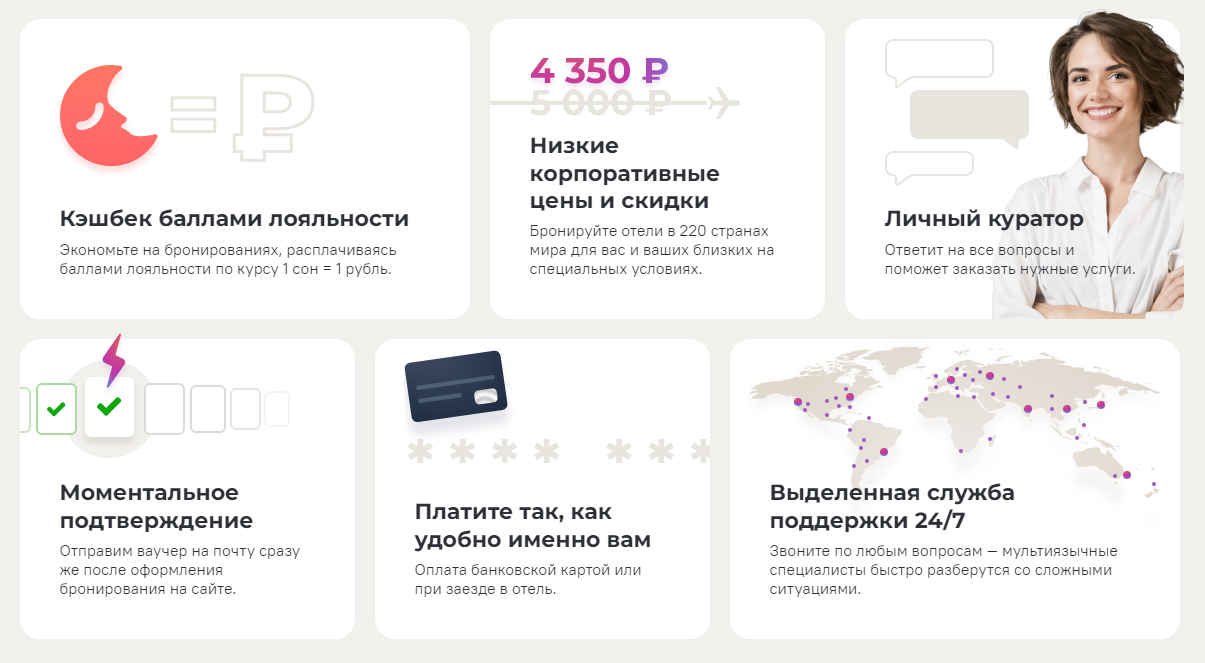 = ₽
Кэшбек баллами лояльности
Экономьте на бронированиях, расплачиваясь
баллами лояльности по курсу 1 сон = 1 рубль.
4 350 ₽
5 000 ₽
Низкие
корпоративные
цены и скидки
Бронируйте отели в 220 странах
мира для вас и ваших близких на
специальных условиях.
Личный куратор
Ответит на все вопросы и
поможет заказать нужные услуги.
Моментальное
подтверждение
Отправим ваучер на почту сразу
же после оформления
бронирования на сайте.
**** ***
Платите так, как
удобно именно вам
Оплата банковской картой или
при заезде в отель.
Выделенная служба
поддержки 24/7
Звоните по любым вопросам — мультиязычные
специалисты быстро разберутся со сложными
ситуациями.